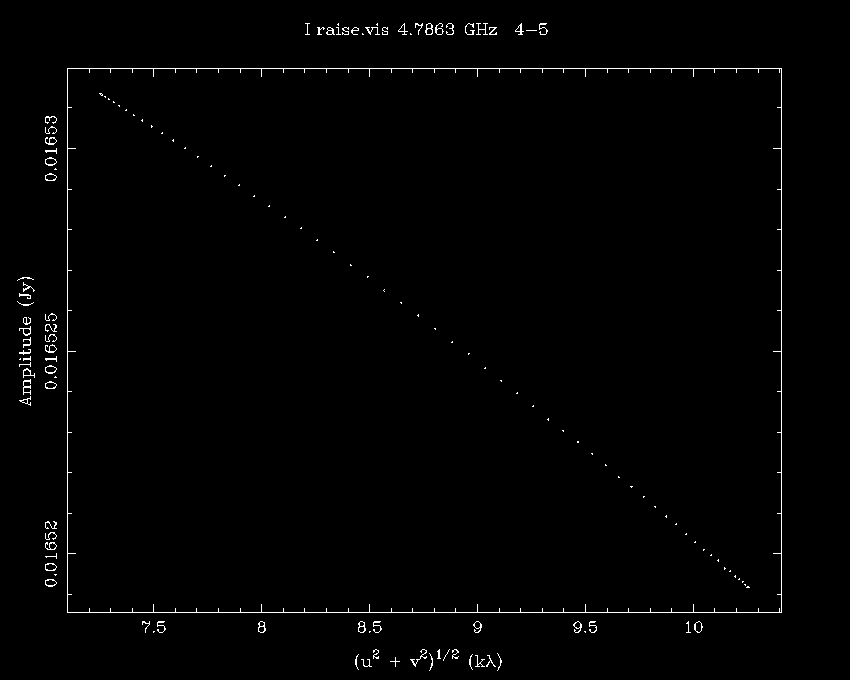 I raise.vis 4.7863 GHz  4−5
0.01653
0.016525
0.01652
Amplitude (Jy)
7.5 8 8.5 9 9.5 10
(u² + v²)^1/2 (kλ)